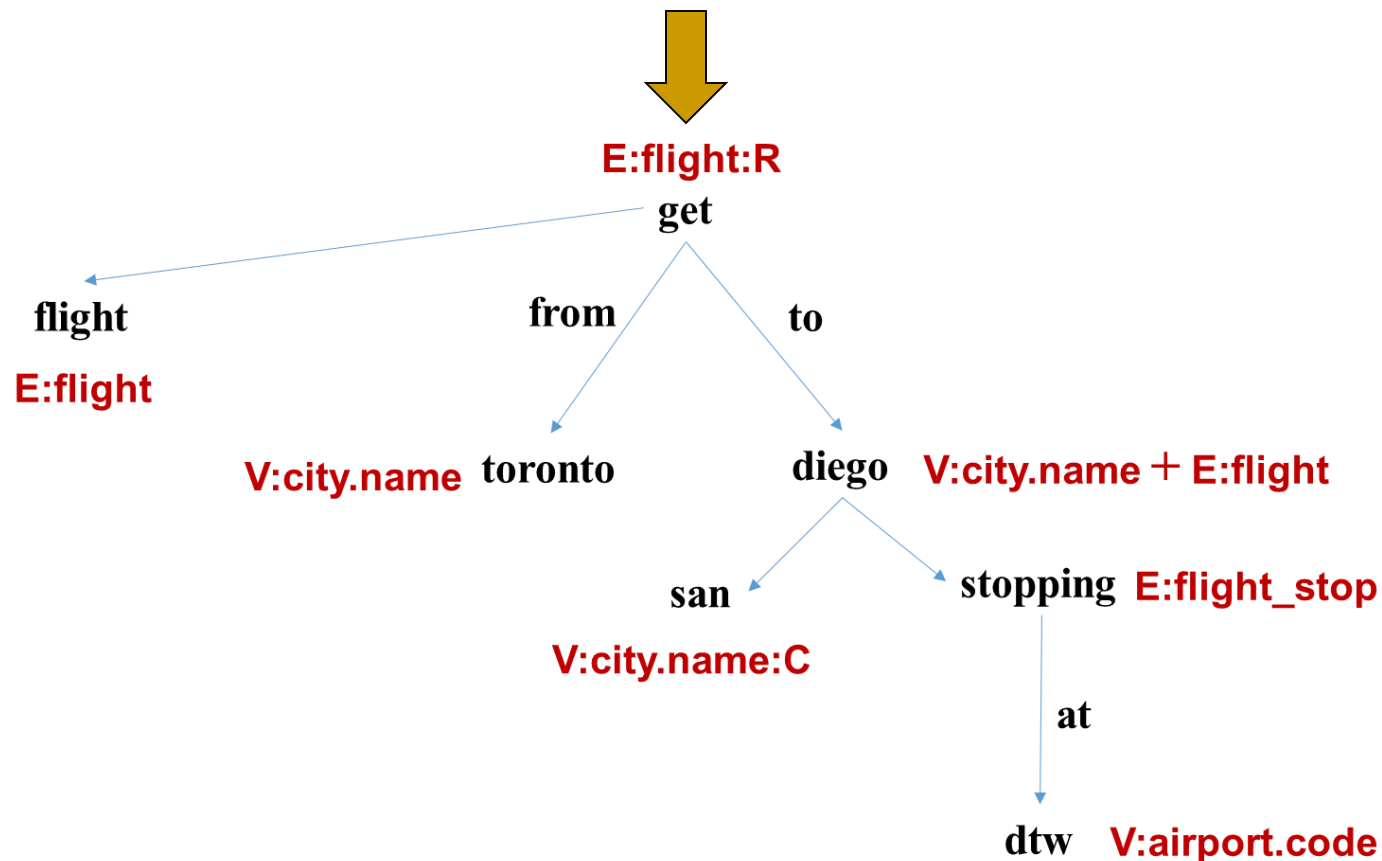 E:flight:R
get
flight
from
to
E:flight
V:city.name toronto
diego V:city.name + E:flight
san
stopping E:flight_stop
V:city.name:C
at
dtw V:airport.code